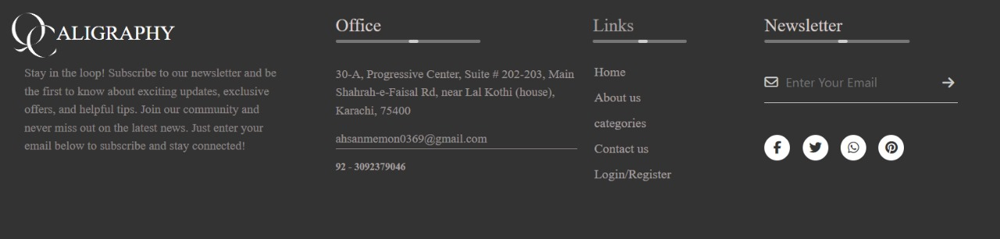 QCALIGRAPHY
Stay in the loop! Subscribe to our newsletter and be
the first to know about exciting updates, exclusive
offers, and helpful tips. Join our community and
never miss out on the latest news. Just enter your
email below to subscribe and stay connected!
Office
30-A, Progressive Center, Suite # 202-203, Main
Shahrah-e-Faisal Rd, near Lal Kothi (house),
Karachi, 75400
ahsanmemon0369@gmail.com
92 - 3092379046
Links
Home
About us
categories
Contact us
Login/Register
Newsletter
Enter Your Email